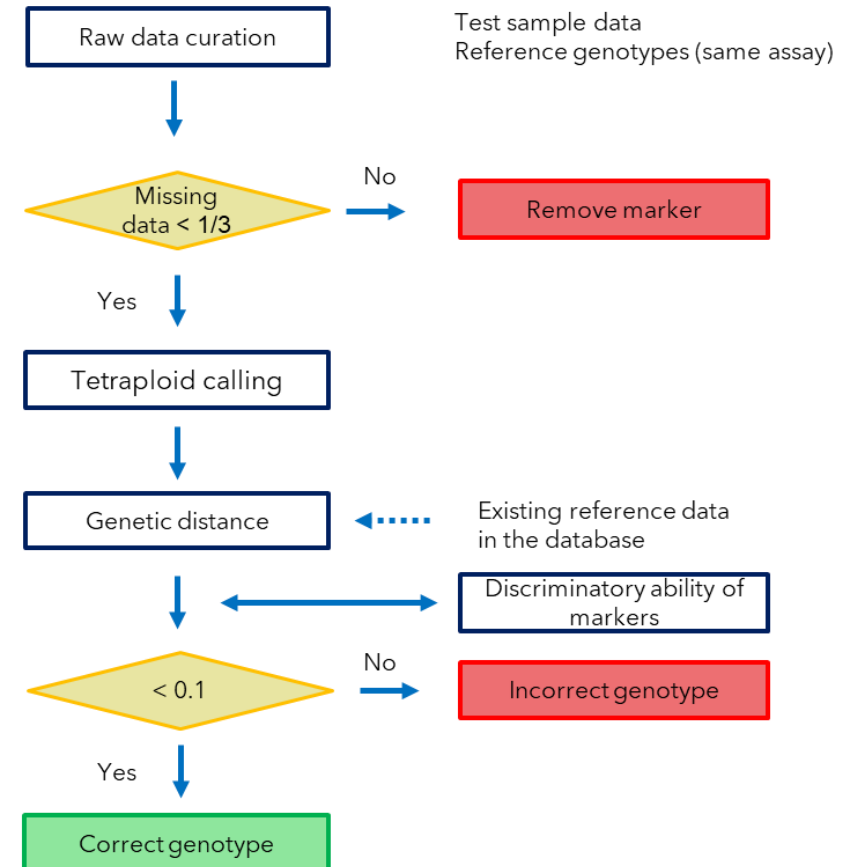 Raw data curation
Test sample data
Reference genotypes (same assay)
Missing
data < 1/3
No
Remove marker
Yes
Tetraploid calling
Genetic distance
Existing reference data
in the database
Discriminatory ability of
markers
< 0.1
No
Incorrect genotype
Yes
Correct genotype